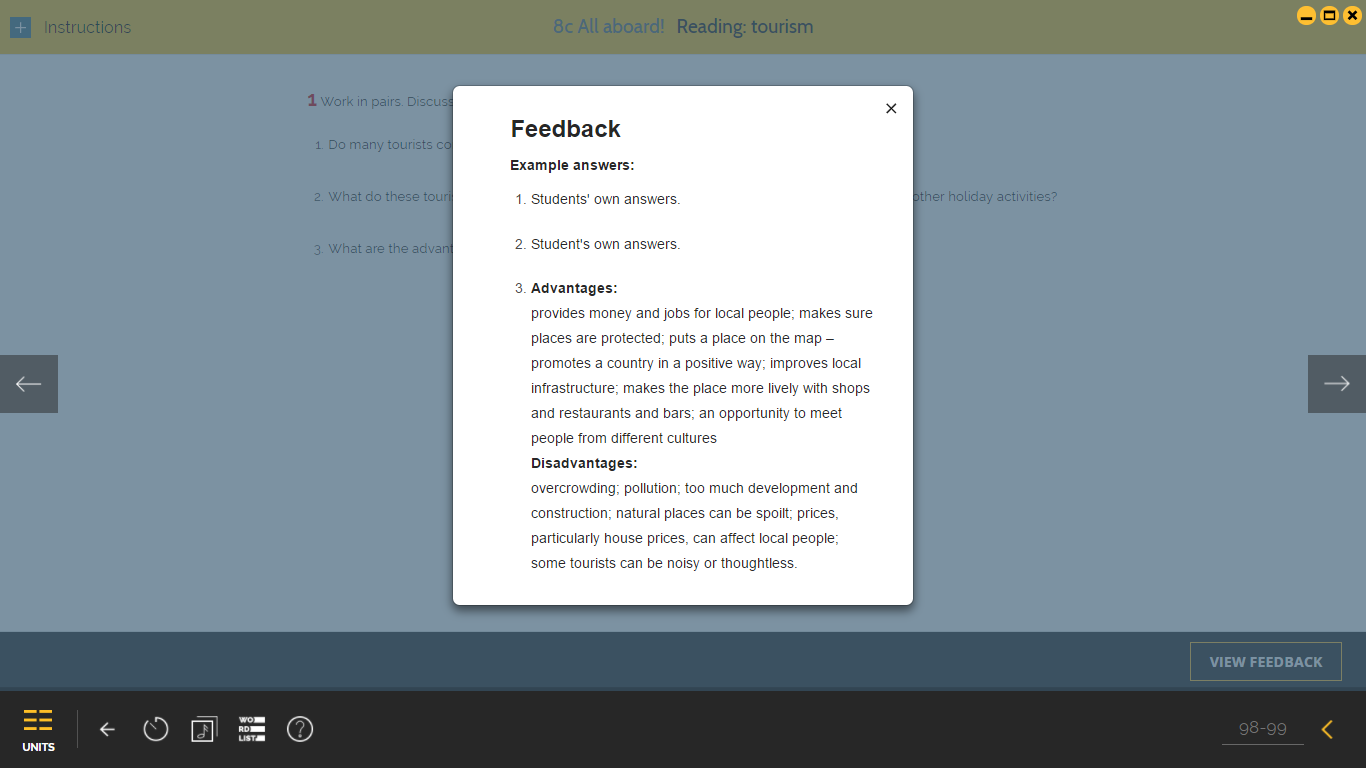 Instructions
8c All aboard! Reading: tourism
1 Work in pairs. Discuss
1. Do many tourists co
2. What do these touri
other holiday activities?
3. What are the advant
Feedback
Example answers:
1. Students' own answers.
2. Student's own answers.
3. Advantages:
provides money and jobs for local people; makes sure
places are protected; puts a place on the map –
promotes a country in a positive way; improves local
infrastructure; makes the place more lively with shops
and restaurants and bars; an opportunity to meet
people from different cultures
Disadvantages:
overcrowding; pollution; too much development and
construction; natural places can be spoilt; prices,
particularly house prices, can affect local people;
some tourists can be noisy or thoughtless.
VIEW FEEDBACK
UNITS
WO
RD
LIST
98-99